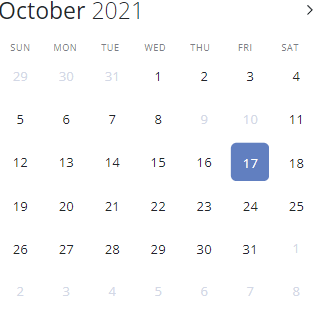 October 2021
SUN MON TUE WED THU FRI SAT
29 30 31 1 2 3 4
5 6 7 8 9 10 11
12 13 14 15 16 17 18
19 20 21 22 23 24 25
26 27 28 29 30 31 1
2 3 4 5 6 7 8